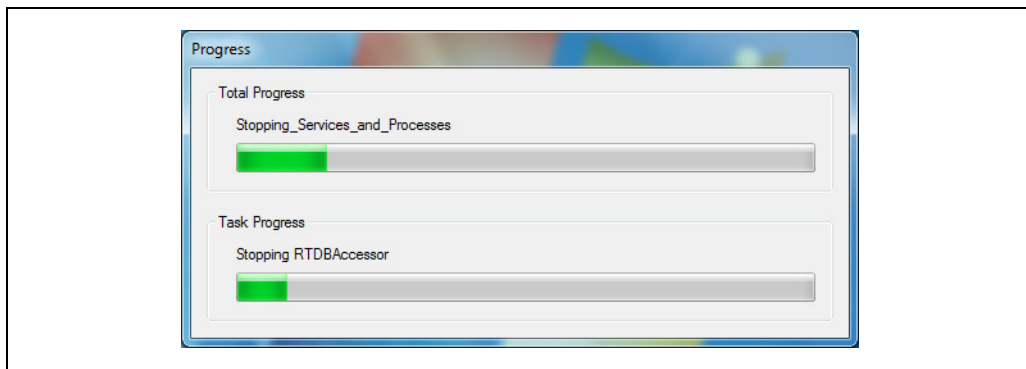 Progress
Total Progress
Stopping_Services_and_Processes
Task Progress
Stopping RTDBAccessor